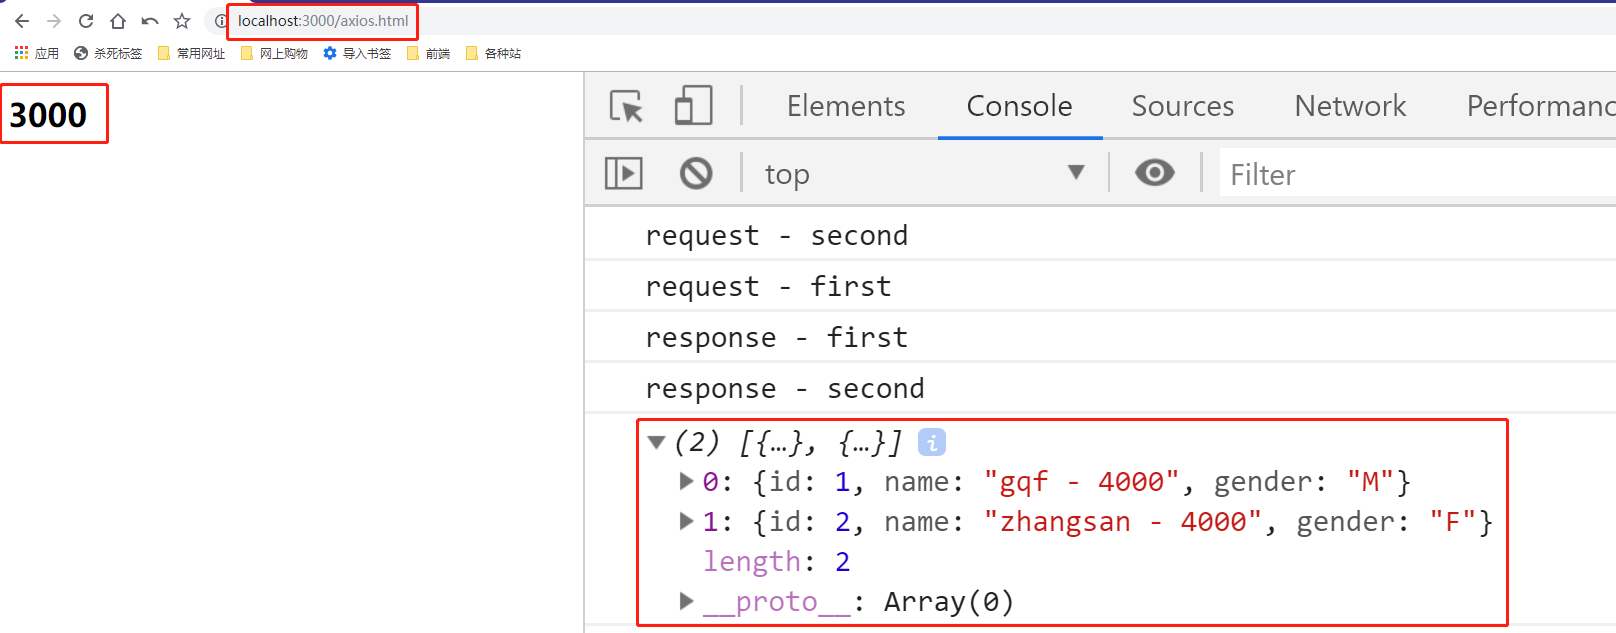 localhost:3000/axios.html
应用 杀死标签 常用网址 网上购物 导入书签 前端 各种站
3000
Elements Console Sources Network Performanc
top Filter
request - second
request - first
response - first
response - second
(2) [{…}, {…}] i
0: {id: 1, name: "gqf - 4000", gender: "M"}
1: {id: 2, name: "zhangsan - 4000", gender: "F"}
length: 2
__proto__: Array(0)